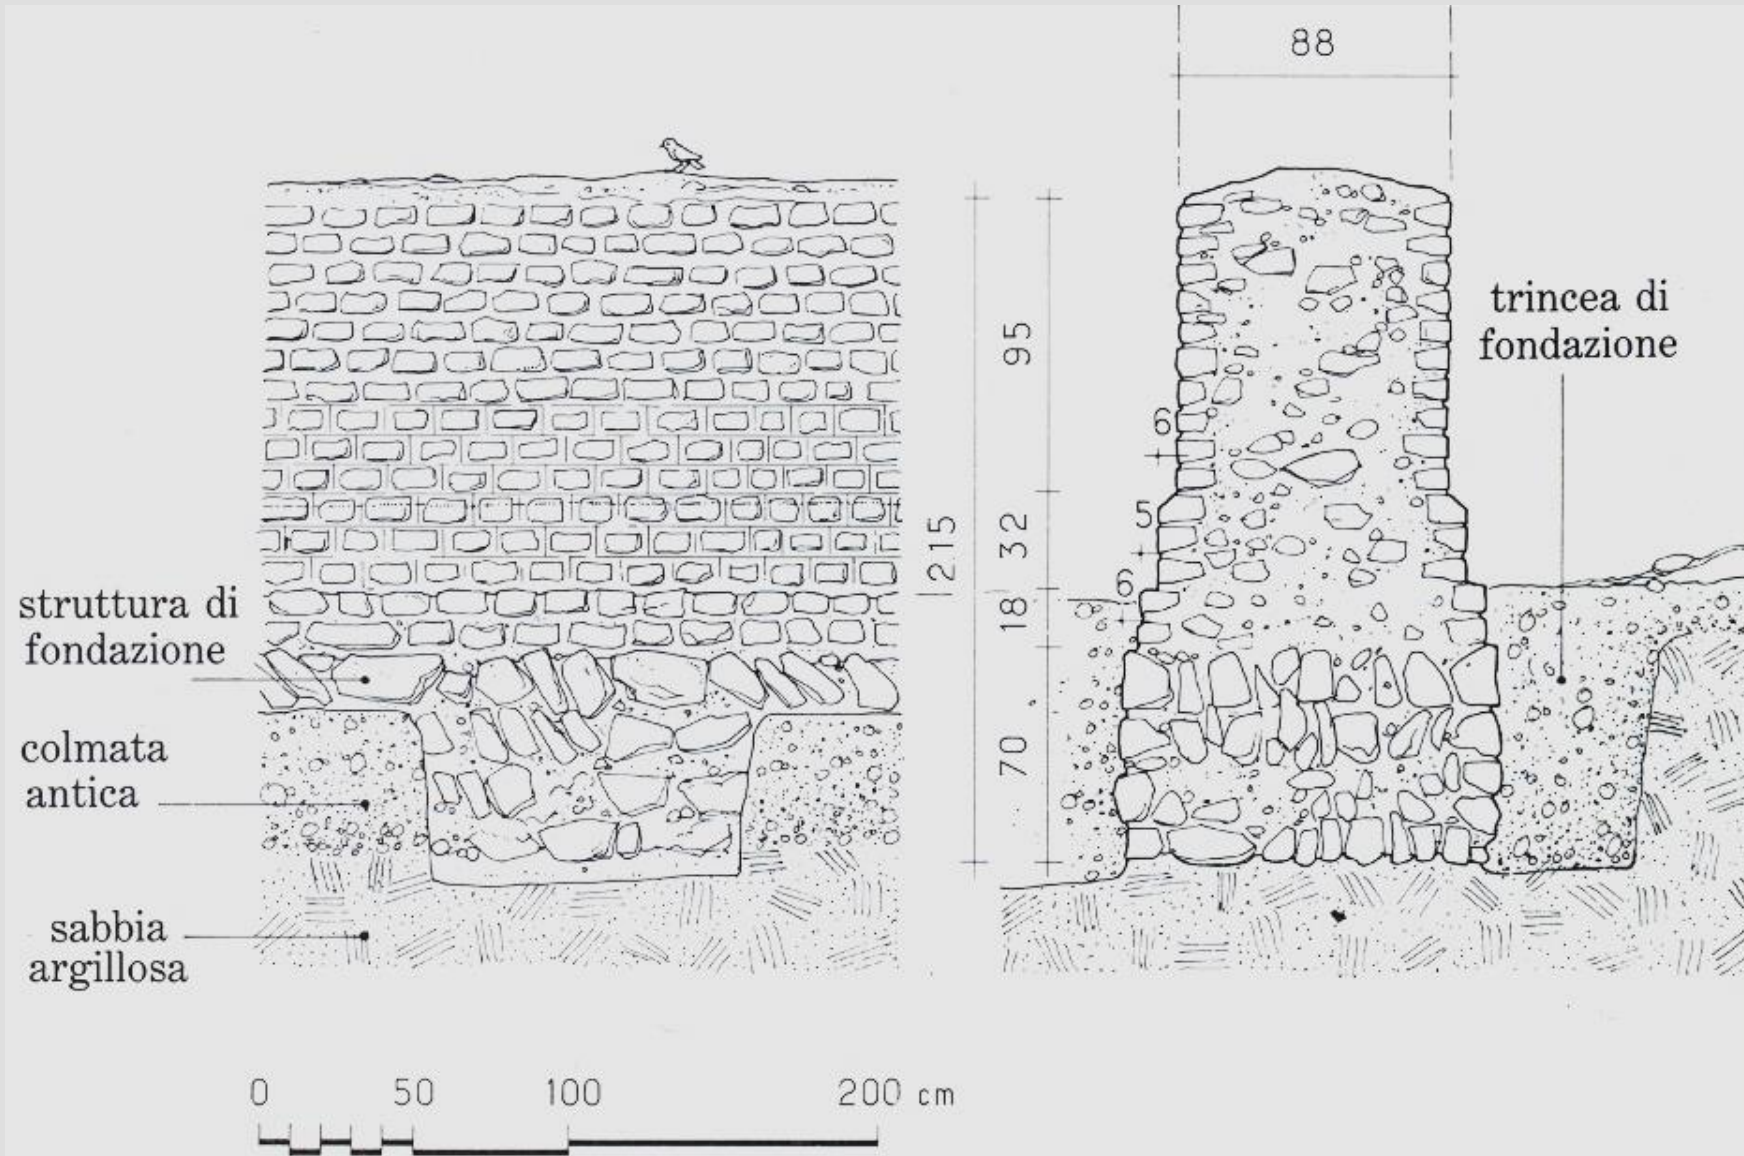 88
trincea di
fondazione
95
6
5
32
215
6
18
struttura di
fondazione
colmata
antica
70
sabbia
argillosa
0 50 100 200 cm